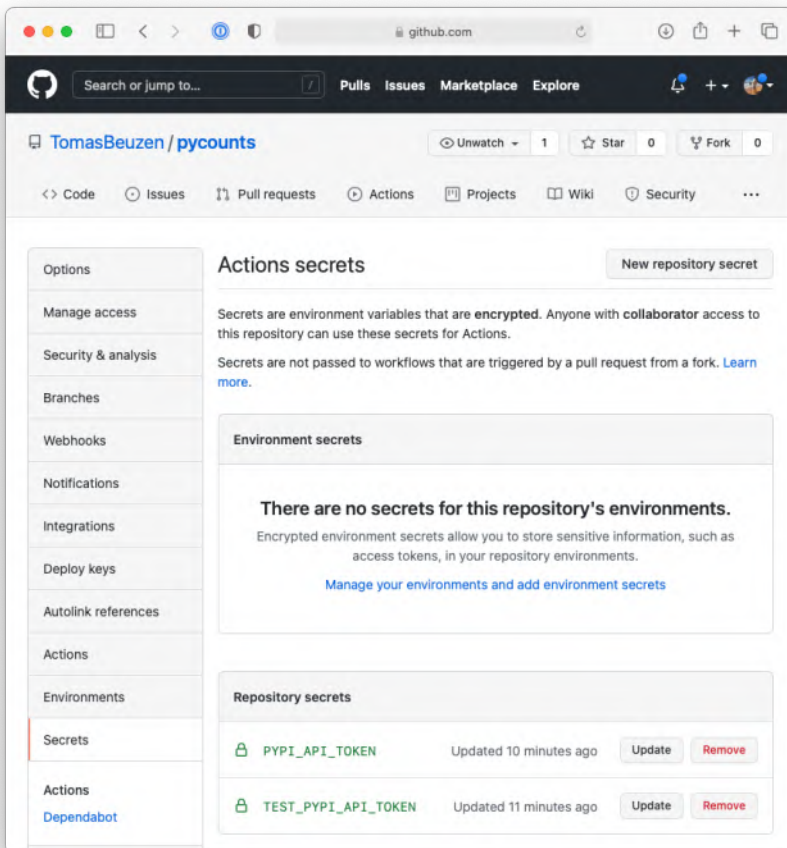 github.com
Search or jump to... /
Pulls Issues Marketplace Explore
TomasBeuzen / pycounts
Unwatch 1 Star 0 Fork 0
<> Code Issues Pull requests Actions Projects Wiki Security ...
Options
Manage access
Security & analysis
Branches
Webhooks
Notifications
Integrations
Deploy keys
Autolink references
Actions
Environments
Secrets
Actions
Dependabot
Actions secrets
New repository secret
Secrets are environment variables that are encrypted. Anyone with collaborator access to
this repository can use these secrets for Actions.
Secrets are not passed to workflows that are triggered by a pull request from a fork. Learn
more.
Environment secrets
There are no secrets for this repository's environments.
Encrypted environment secrets allow you to store sensitive information, such as
access tokens, in your repository environments.
Manage your environments and add environment secrets
Repository secrets
PYPI_API_TOKEN Updated 10 minutes ago Update Remove
TEST_PYPI_API_TOKEN Updated 11 minutes ago Update Remove